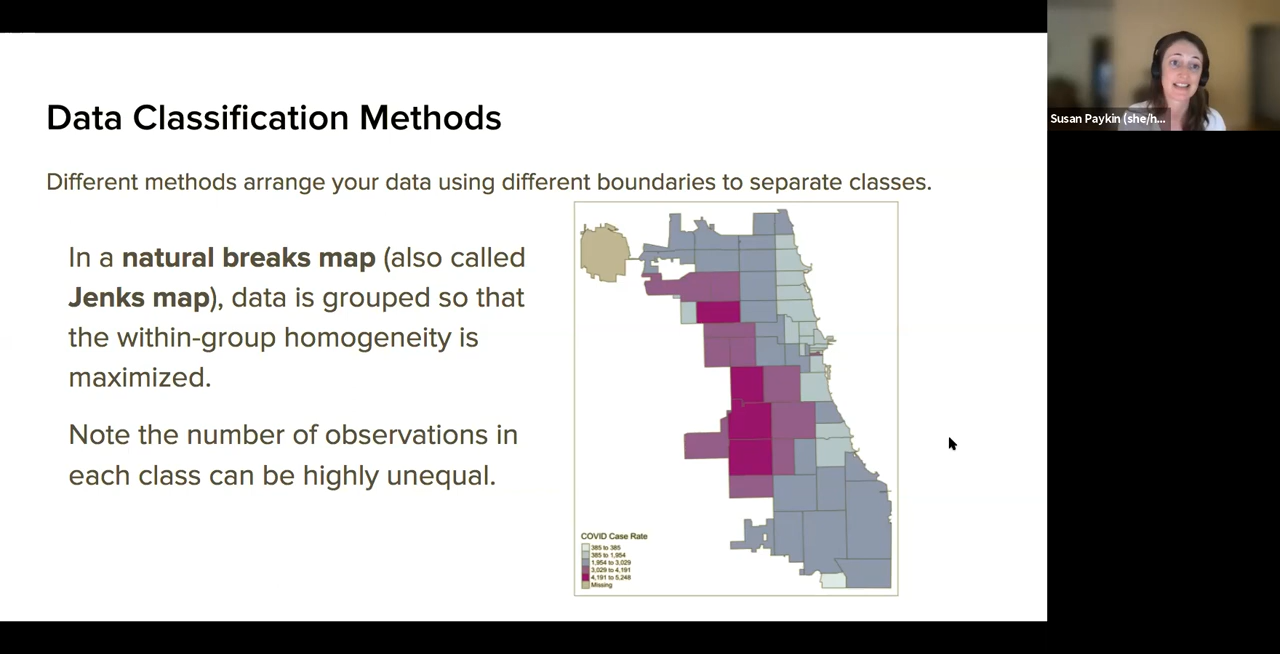 Data Classification Methods
Different methods arrange your data using different boundaries to separate classes.
In a natural breaks map (also called
Jenks map), data is grouped so that
the within-group homogeneity is
maximized.
Note the number of observations in
each class can be highly unequal.
COVID Case Rate
385 to 385
385 to 1,954
1,954 to 3,029
3,029 to 4,191
4,191 to 5,248
Missing
Susan Paykin (she/h...